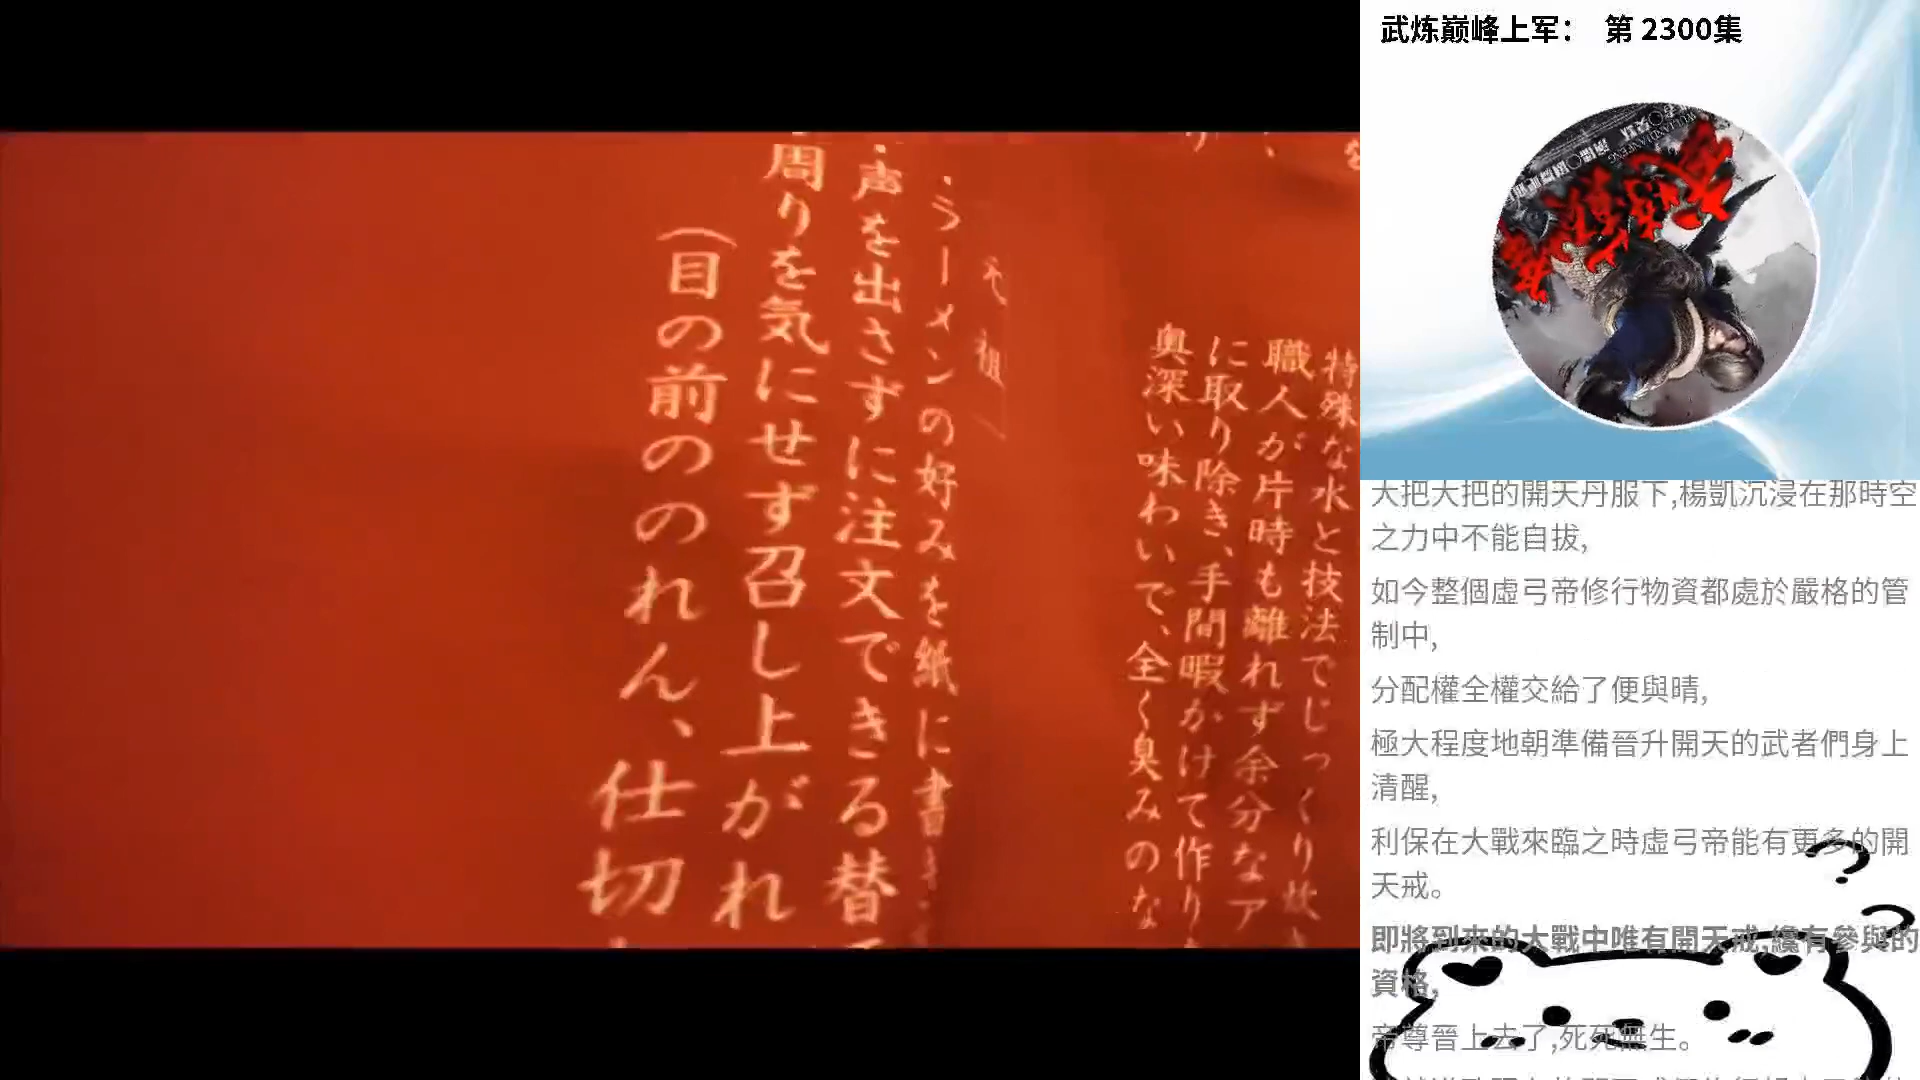 武炼巅峰上军： 第 2300集
大把大把的開天丹服下,楊凱沉浸在那時空
之力中不能自拔,
如今整個虛弓帝修行物資都處於嚴格的管
制中,
分配權全權交給了便與晴,
極大程度地朝準備晉升開天的武者們身上
清醒,
利保在大戰來臨之時虛弓帝能有更多的開
天戒。
即將到來的大戰中唯有開天戒,纔有參與的
資格,
帝尊晉上去了,死死無生。
特殊な水と技法でじっくり炊
職人が片時も離れず余分なア
に取り除き、手間暇かけて作り
奥深い味わいで、全く臭みのな
元祖
ラーメンの好みを紙に書き
声を出さずに注文できる替
周りを気にせず召し上がれ
(目の前ののれん、仕切